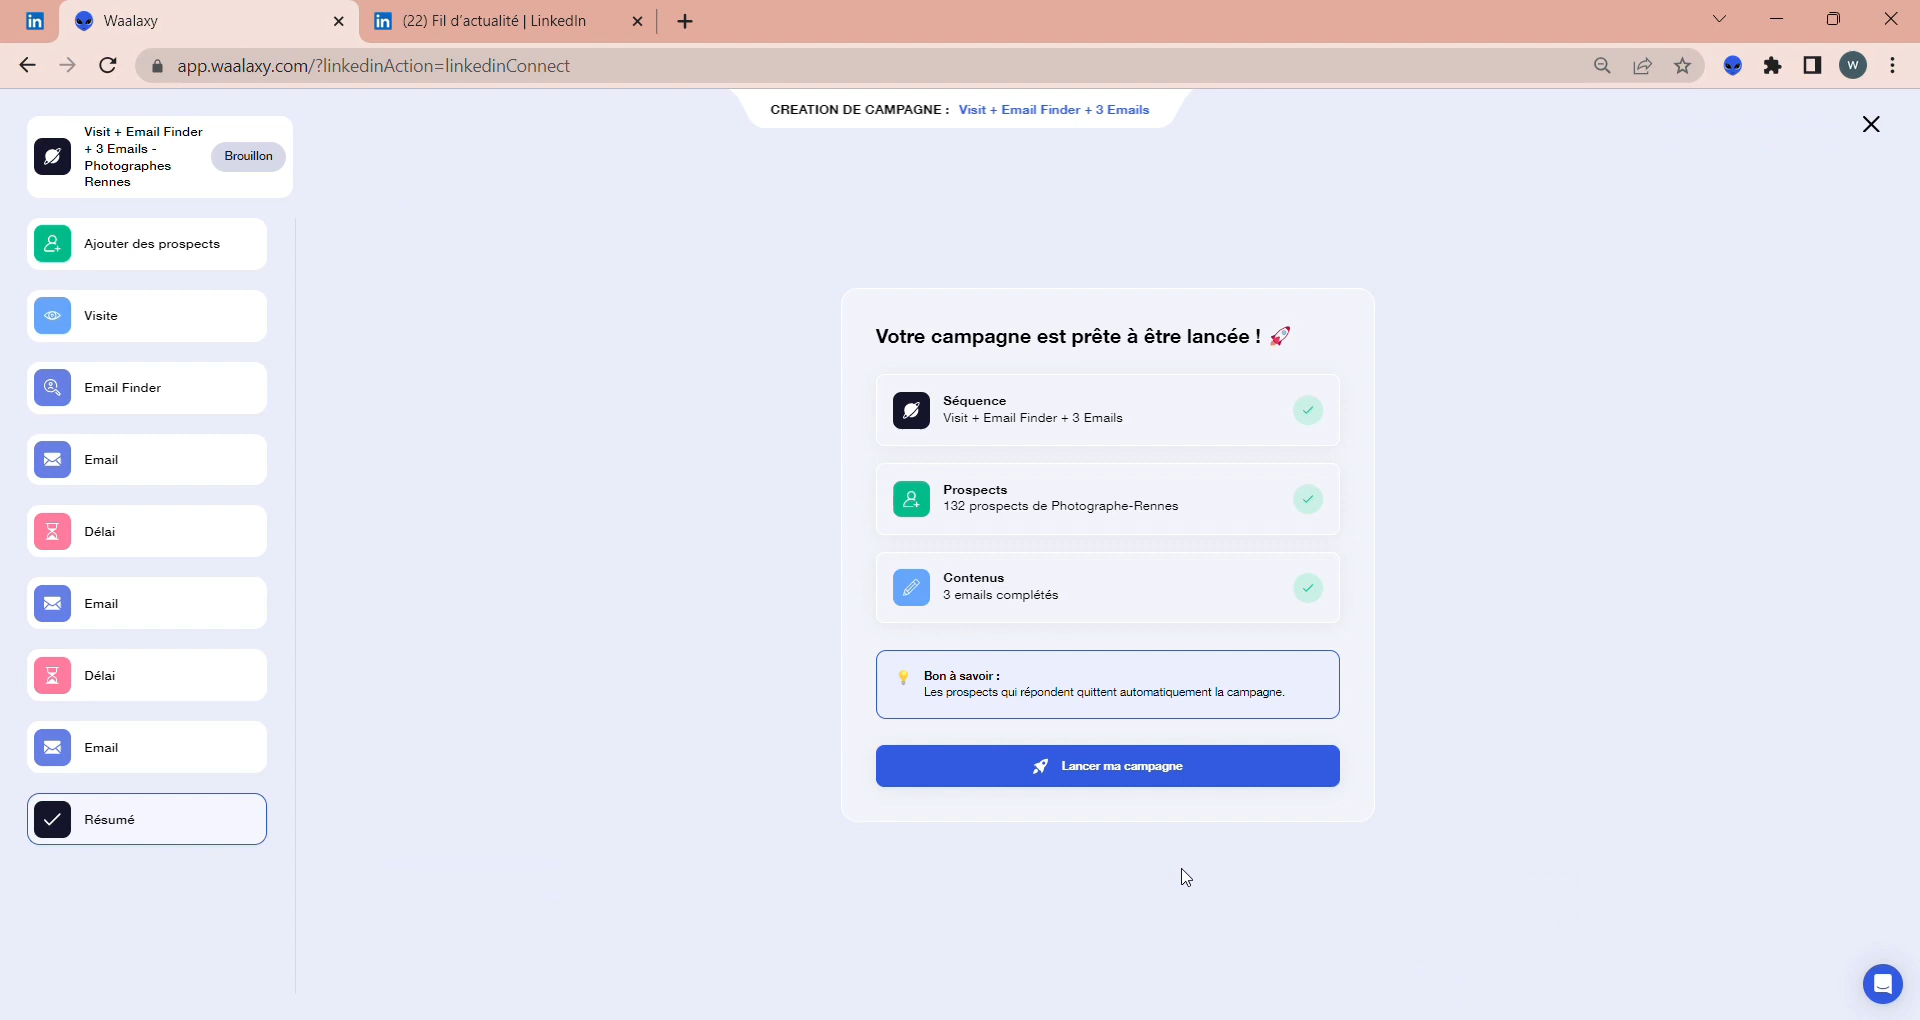 in
Waalaxy
in
(22) Fil d'actualité | LinkedIn
app.waalaxy.com/?linkedinAction=linkedinConnect
W
CREATION DE CAMPAGNE : Visit + Email Finder + 3 Emails
Visit + Email Finder
+ 3 Emails -
Photographes
Rennes
Brouillon
Ajouter des prospects
Visite
Email Finder
Email
Délai
Email
Délai
Email
Résumé
Votre campagne est prête à être lancée ! 🚀
Séquence
Visit + Email Finder + 3 Emails
Prospects
132 prospects de Photographe-Rennes
Contenus
3 emails complétés
Bon à savoir :
Les prospects qui répondent quittent automatiquement la campagne.
Lancer ma campagne